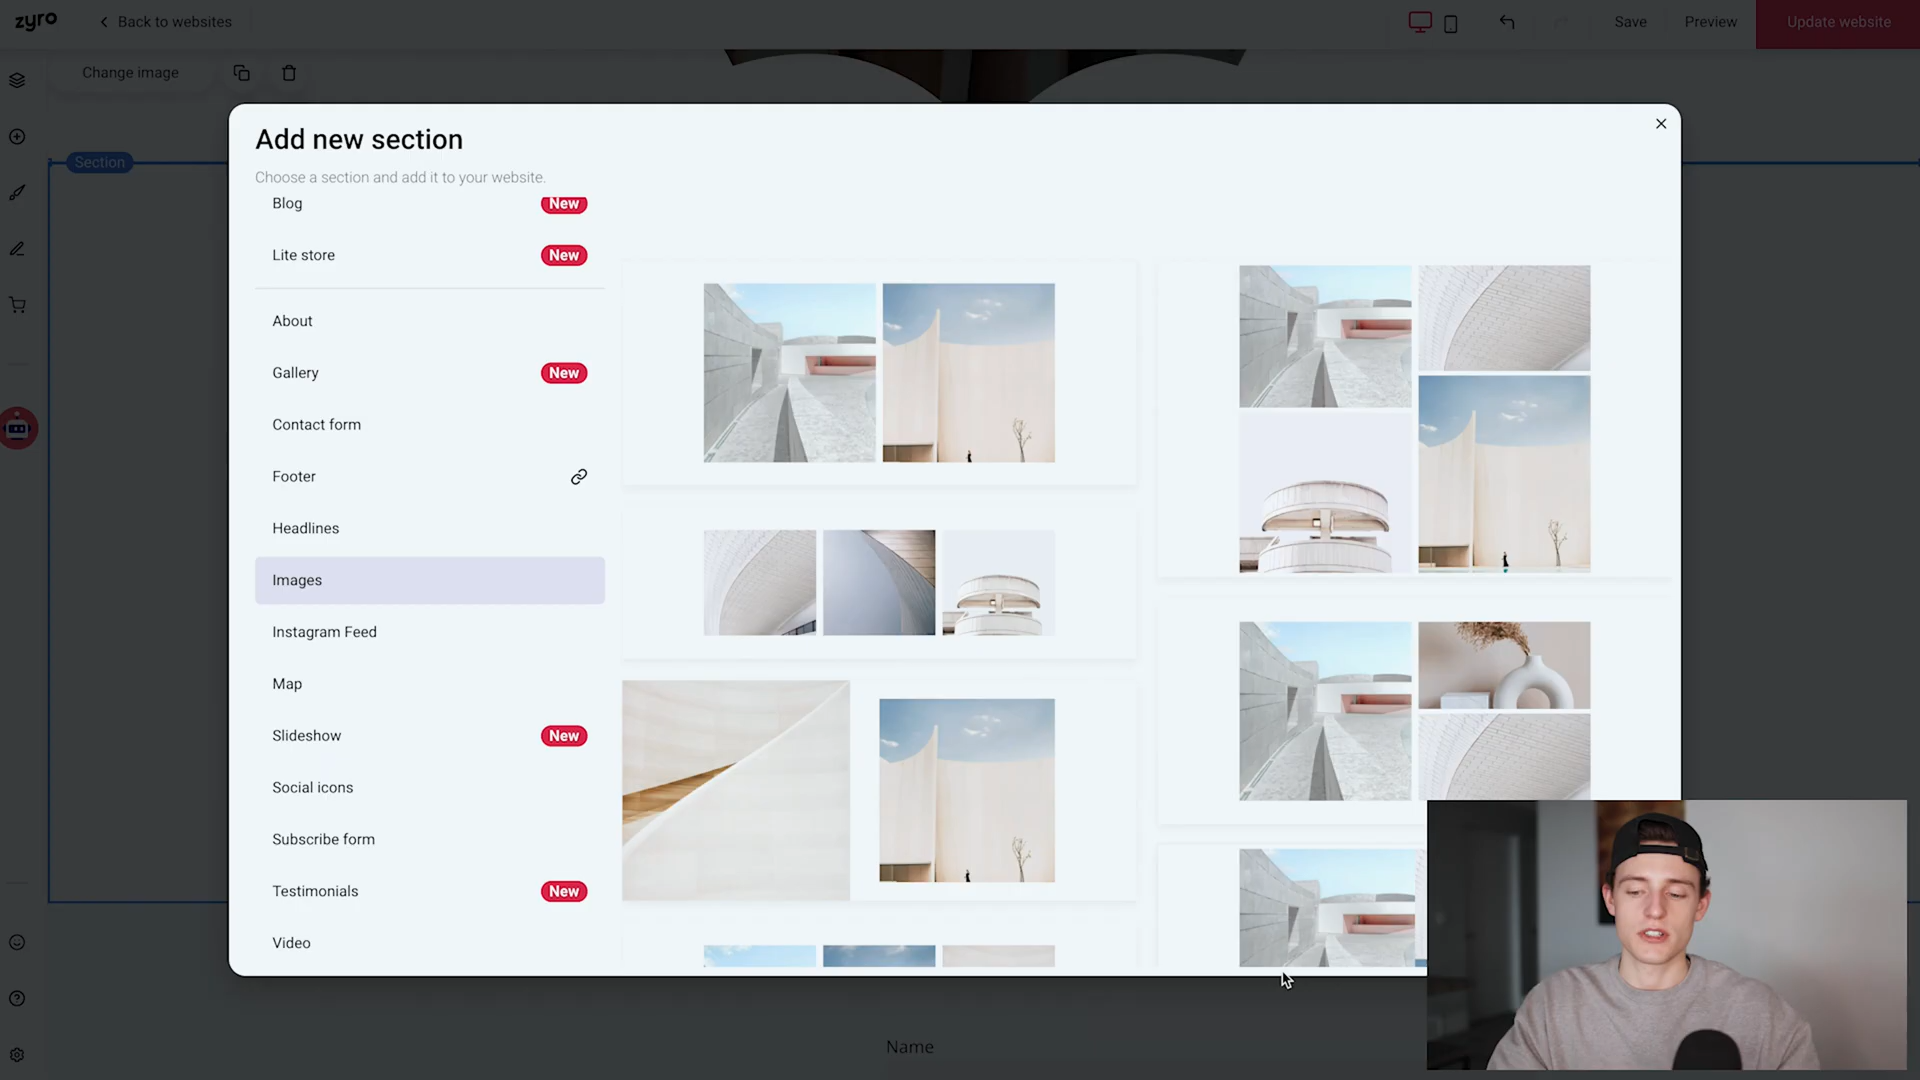 zyro
Back to websites
Save
Preview
Update website
Change image
Section
Add new section
Choose a section and add it to your website.
Blog
New
Lite store
New
About
Gallery
New
Contact form
Footer
Headlines
Images
Instagram Feed
Map
Slideshow
New
Social icons
Subscribe form
Testimonials
New
Video
Name